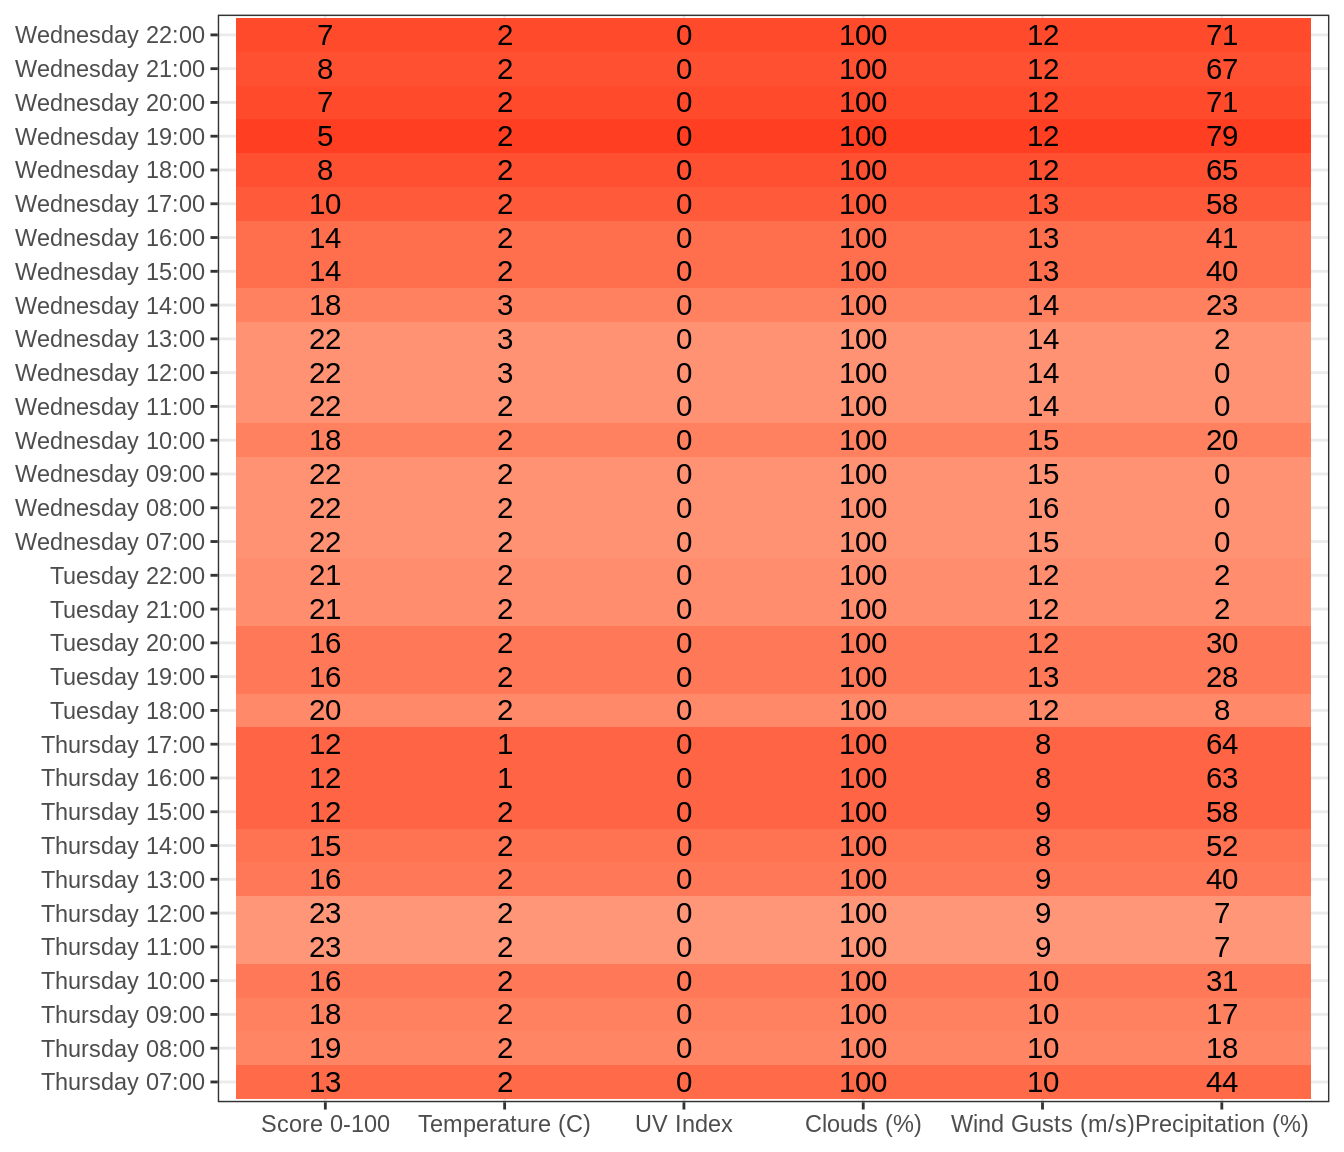 Wednesday 22:00 7 2 0 100 12 71
Wednesday 21:00 8 2 0 100 12 67
Wednesday 20:00 7 2 0 100 12 71
Wednesday 19:00 5 2 0 100 12 79
Wednesday 18:00 8 2 0 100 12 65
Wednesday 17:00 10 2 0 100 13 58
Wednesday 16:00 14 2 0 100 13 41
Wednesday 15:00 14 2 0 100 13 40
Wednesday 14:00 18 3 0 100 14 23
Wednesday 13:00 22 3 0 100 14 2
Wednesday 12:00 22 3 0 100 14 0
Wednesday 11:00 22 2 0 100 14 0
Wednesday 10:00 18 2 0 100 15 20
Wednesday 09:00 22 2 0 100 15 0
Wednesday 08:00 22 2 0 100 16 0
Wednesday 07:00 22 2 0 100 15 0
Tuesday 22:00 21 2 0 100 12 2
Tuesday 21:00 21 2 0 100 12 2
Tuesday 20:00 16 2 0 100 12 30
Tuesday 19:00 16 2 0 100 13 28
Tuesday 18:00 20 2 0 100 12 8
Thursday 17:00 12 1 0 100 8 64
Thursday 16:00 12 1 0 100 8 63
Thursday 15:00 12 2 0 100 9 58
Thursday 14:00 15 2 0 100 8 52
Thursday 13:00 16 2 0 100 9 40
Thursday 12:00 23 2 0 100 9 7
Thursday 11:00 23 2 0 100 9 7
Thursday 10:00 16 2 0 100 10 31
Thursday 09:00 18 2 0 100 10 17
Thursday 08:00 19 2 0 100 10 18
Thursday 07:00 13 2 0 100 10 44
Score 0-100 Temperature (C) UV Index Clouds (%) Wind Gusts (m/s) Precipitation (%)